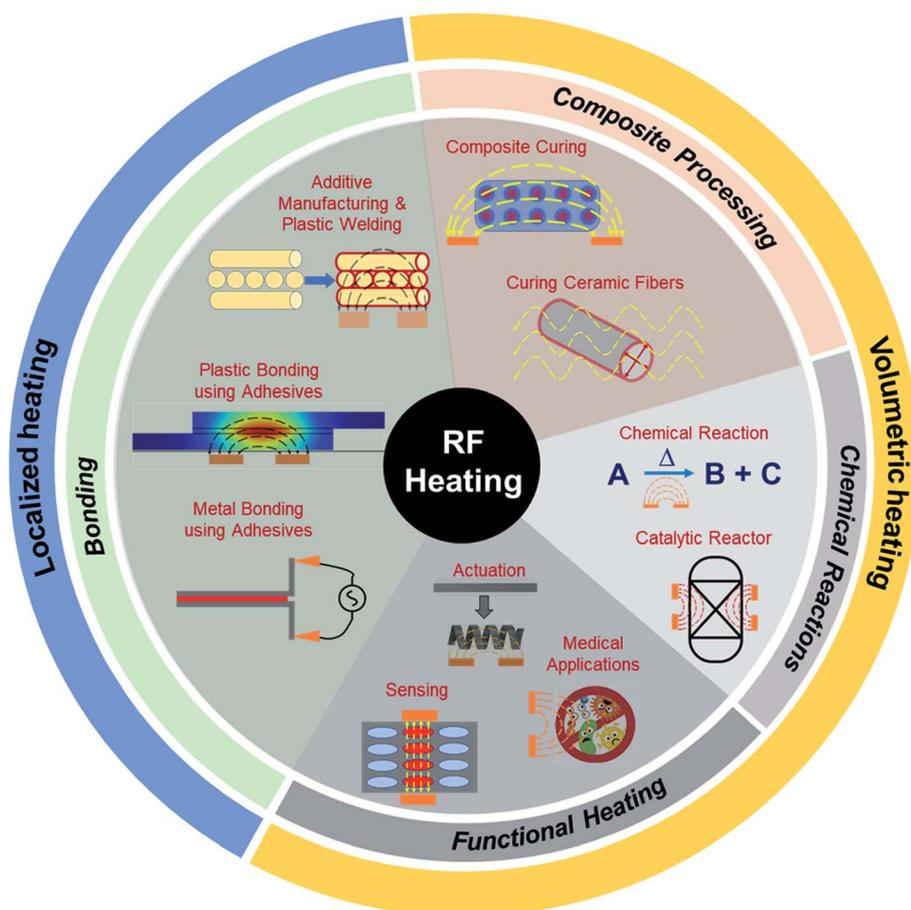 RF
Heating
Localized heating
Volumetric heating
Bonding
Composite Processing
Chemical Reactions
Functional Heating
Additive
Manufacturing &
Plastic Welding
Plastic Bonding
using Adhesives
Metal Bonding
using Adhesives
Composite Curing
Curing Ceramic Fibers
Chemical Reaction
Δ
A B + C
Catalytic Reactor
Actuation
Medical
Applications
Sensing